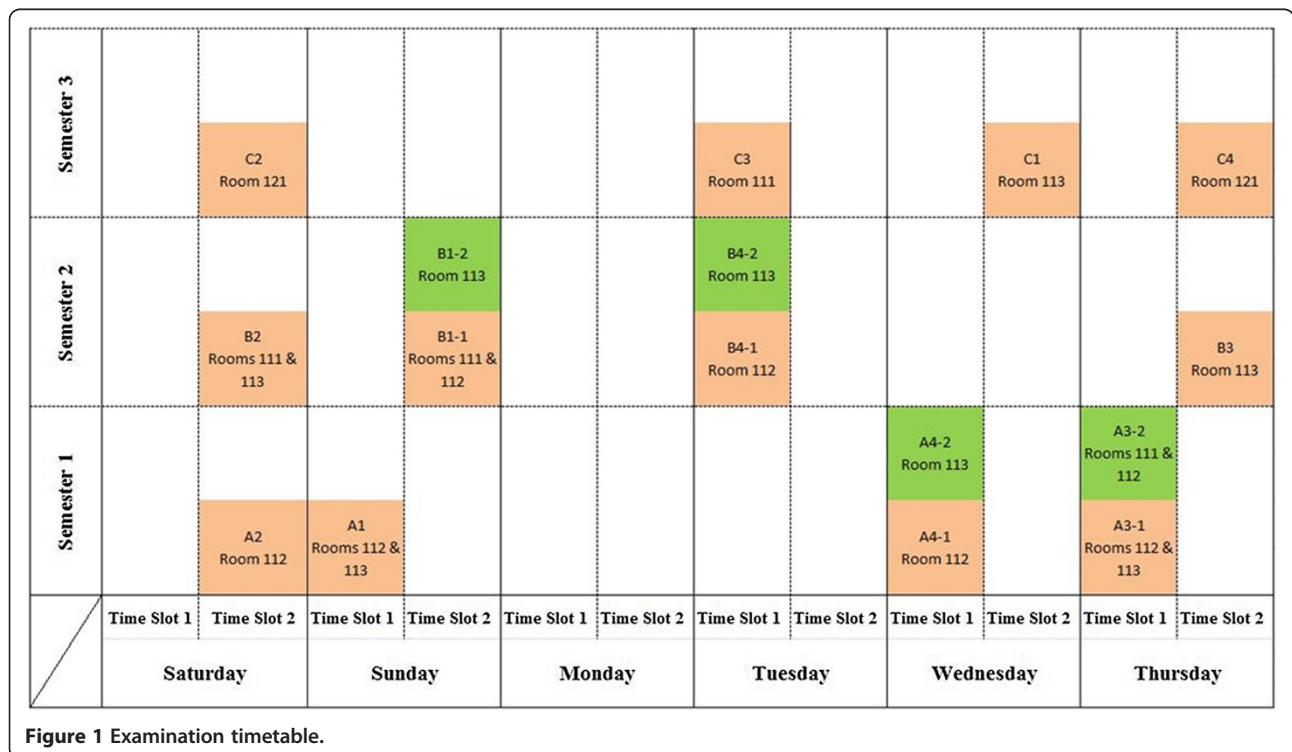 Semester 3
C2
Room 121
C3
Room 111
C1
Room 113
C4
Room 121
Semester 2
B1-2
Room 113
B4-2
Room 113
B2
Rooms 111 &
113
B1-1
Rooms 111 &
112
B4-1
Room 112
B3
Room 113
Semester 1
A4-2
Room 113
A3-2
Rooms 111 &
112
A2
Room 112
A1
Rooms 112 &
113
A4-1
Room 112
A3-1
Rooms 112 &
113
Time Slot 1 Time Slot 2 Time Slot 1 Time Slot 2 Time Slot 1 Time Slot 2 Time Slot 1 Time Slot 2 Time Slot 1 Time Slot 2 Time Slot 1 Time Slot 2
Saturday Sunday Monday Tuesday Wednesday Thursday
Figure 1 Examination timetable.